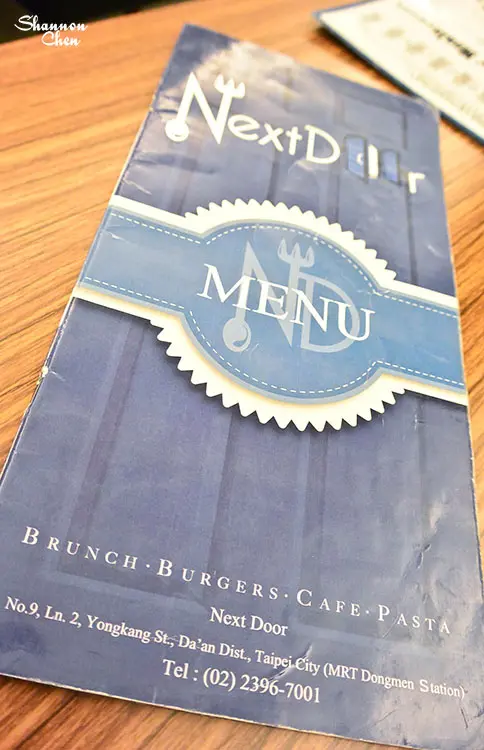 Shannon
Chen
NextDoor
MENU
ND
BRUNCH · BURGERS · CAFE · PASTA
Next Door
No.9, Ln. 2, Yongkang St., Da'an Dist., Taipei City (MRT Dongmen Station)
Tel : (02) 2396-7001